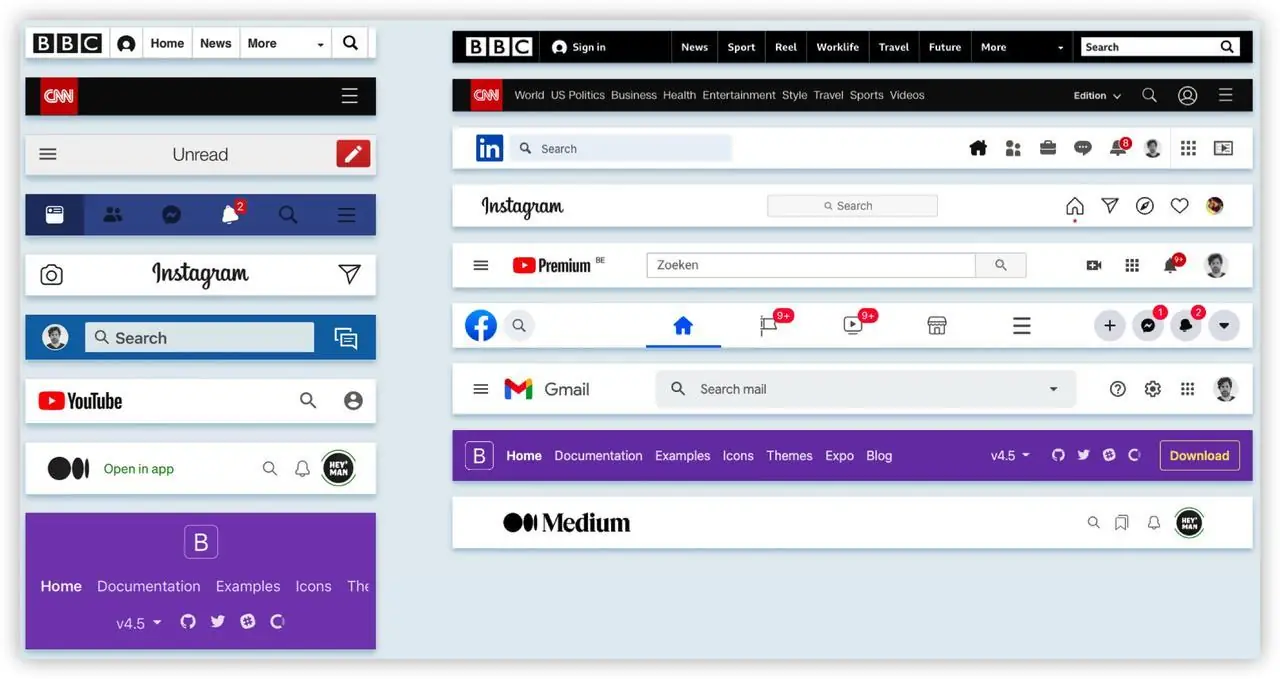 BBC Home News More
CNN
Unread
2
Instagram
Search
YouTube
Open in app HEY' MAN
B
Home Documentation Examples Icons The
v4.5
BBC Sign in News Sport Reel Worklife Travel Future More Search
CNN World US Politics Business Health Entertainment Style Travel Sports Videos Edition
in Search 8
Instagram Search
Premium BE Zoeken 9+
f 9+ 9+ 1 2
M Gmail Search mail
B Home Documentation Examples Icons Themes Expo Blog v4.5 Download
Medium HEY' MAN